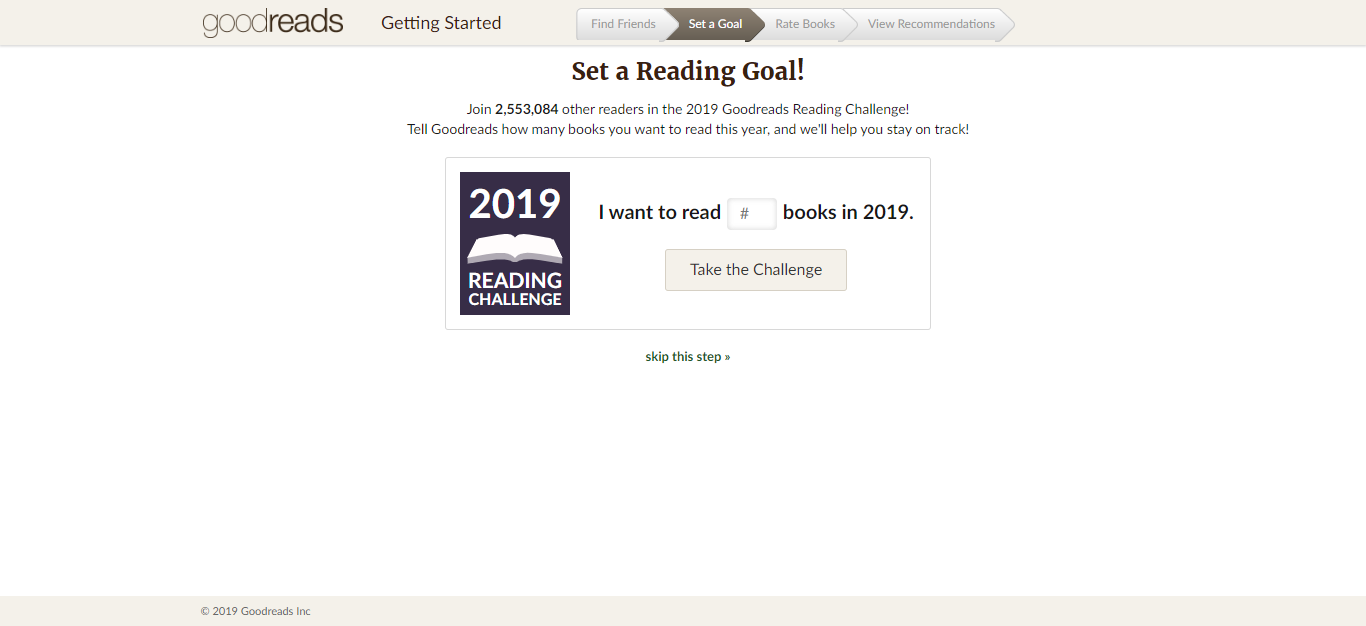 goodreads
Getting Started
Find Friends
Set a Goal
Rate Books
View Recommendations
Set a Reading Goal!
Join 2,553,084 other readers in the 2019 Goodreads Reading Challenge!
Tell Goodreads how many books you want to read this year, and we'll help you stay on track!
2019
READING
CHALLENGE
I want to read # books in 2019.
Take the Challenge
skip this step »
© 2019 Goodreads Inc